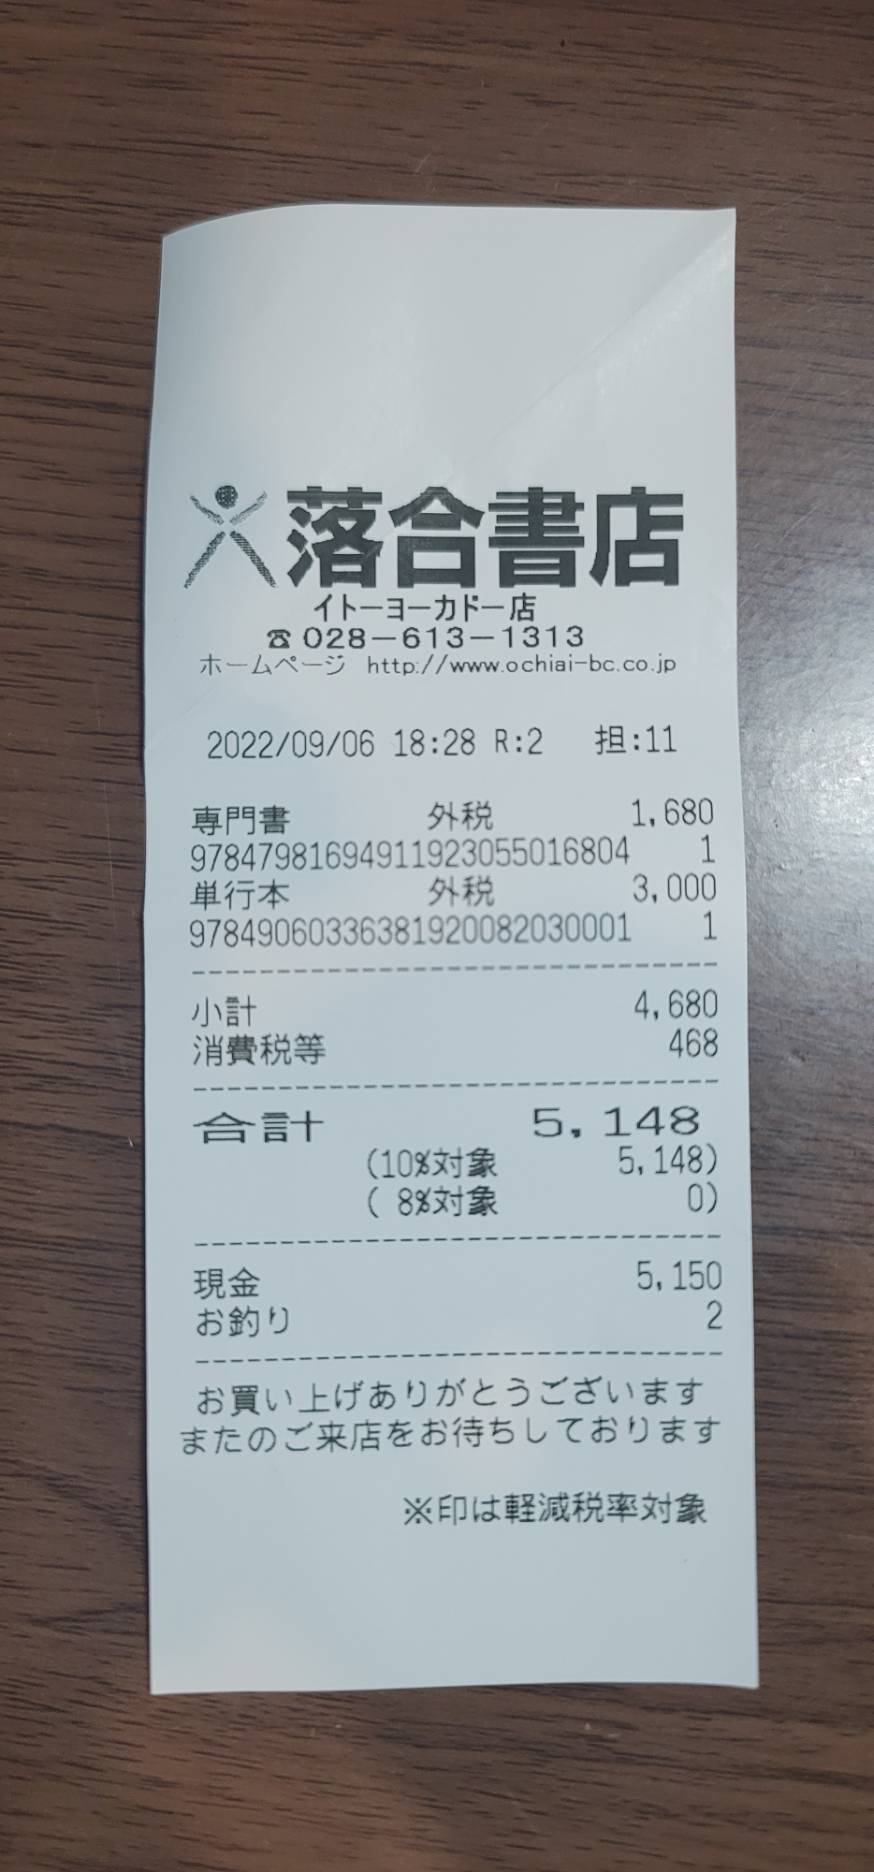 落合書店
イトーヨーカドー店
☎028-613-1313
ホームページ http://www.ochiai-bc.co.jp
2022/09/06 18:28 R:2 担:11
専門書 外税 1,680
97847981694911923055016804 1
単行本 外税 3,000
97849060336381920082030001 1
小計 4,680
消費税等 468
合計 5,148
(10%対象 5,148)
( 8%対象 0)
現金 5,150
お釣り 2
お買い上げありがとうございます
またのご来店をお待ちしております
※印は軽減税率対象